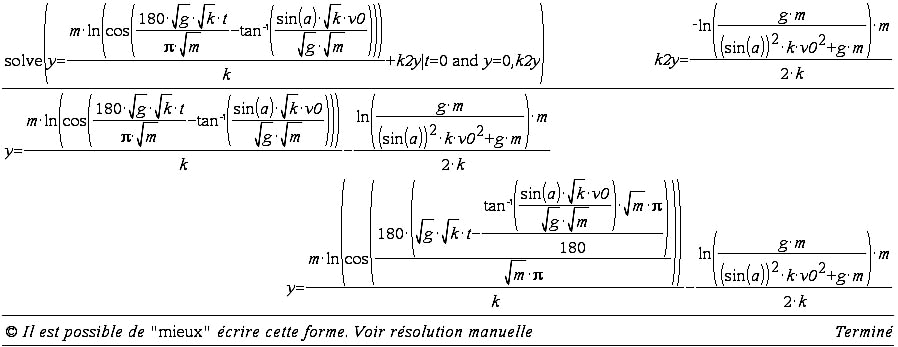 solve(y=(m·ln(cos((180·√g·√k·t)/(π·√m)-tan⁻¹((sin(a)·√k·v0)/(√g·√m)))))/k+k2y|t=0 and y=0,k2y) k2y=(-ln((g·m)/((sin(a))²·k·v0²+g·m))·m)/(2·k)
y=(m·ln(cos((180·√g·√k·t)/(π·√m)-tan⁻¹((sin(a)·√k·v0)/(√g·√m)))))/k-(ln((g·m)/((sin(a))²·k·v0²+g·m))·m)/(2·k)
y=(m·ln(cos((180·(√g·√k·t-(tan⁻¹((sin(a)·√k·v0)/(√g·√m))·√m·π)/180))/(√m·π))))/k-(ln((g·m)/((sin(a))²·k·v0²+g·m))·m)/(2·k)
© Il est possible de "mieux" écrire cette forme. Voir résolution manuelle Terminé